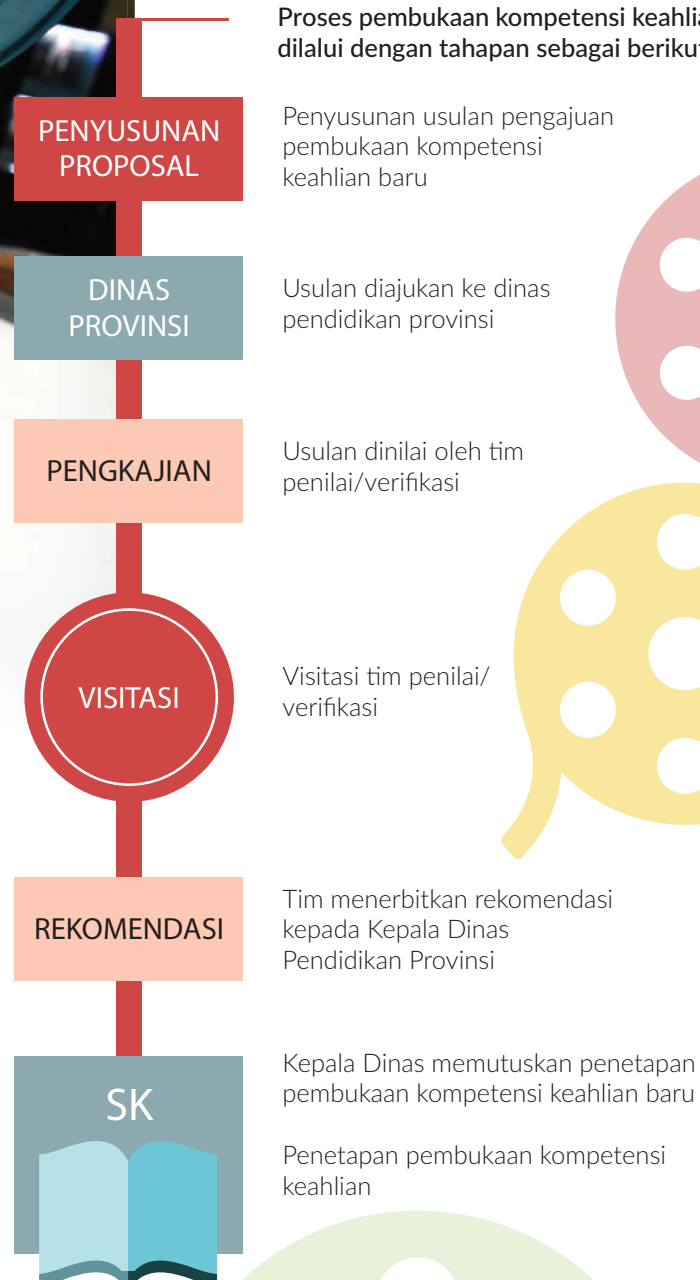 Proses pembukaan kompetensi
dilalui dengan tahapan sebagai
PENYUSUNAN
PROPOSAL
Penyusunan usulan pengajuan
pembukaan kompetensi
keahlian baru
DINAS
PROVINSI
Usulan diajukan ke dinas
pendidikan provinsi
PENGKAJIAN
Usulan dinilai oleh tim
penilai/verifikasi
VISITASI
Visitasi tim penilai/
verifikasi
REKOMENDASI
Tim menerbitkan rekomendasi
kepada Kepala Dinas
Pendidikan Provinsi
SK
Kepala Dinas memutuskan penetapan
pembukaan kompetensi keahlian baru
Penetapan pembukaan kompetensi
keahlian